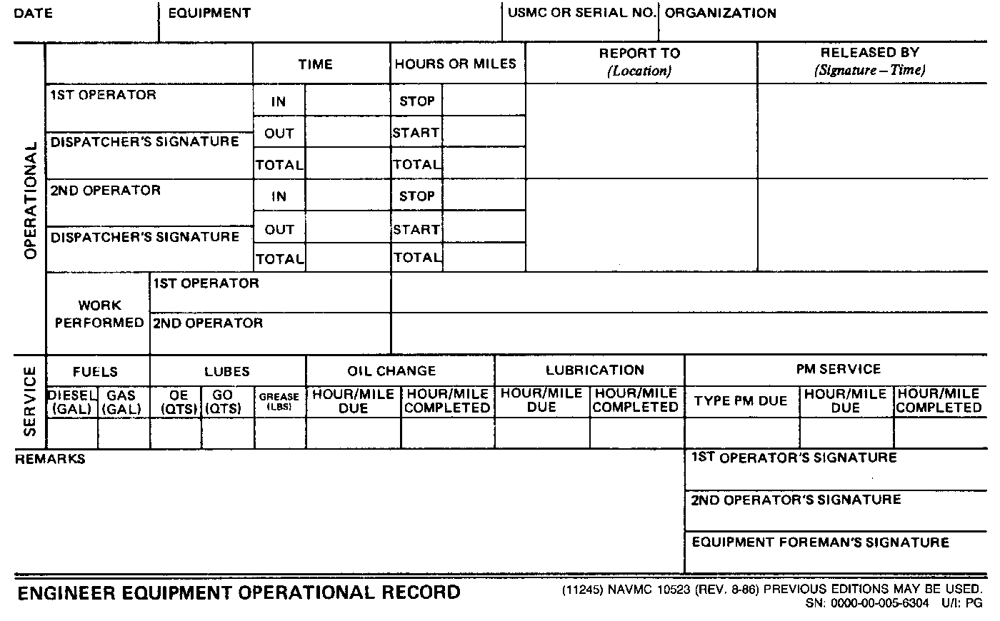 DATE EQUIPMENT USMC OR SERIAL NO. ORGANIZATION
TIME HOURS OR MILES REPORT TO (Location) RELEASED BY (Signature – Time)
OPERATIONAL
1ST OPERATOR IN STOP
DISPATCHER'S SIGNATURE OUT START
TOTAL TOTAL
2ND OPERATOR IN STOP
DISPATCHER'S SIGNATURE OUT START
TOTAL TOTAL
WORK PERFORMED 1ST OPERATOR
2ND OPERATOR
SERVICE
FUELS LUBES OIL CHANGE LUBRICATION PM SERVICE
DIESEL (GAL) GAS (GAL) OE (QTS) GO (QTS) GREASE (LBS) HOUR/MILE DUE HOUR/MILE COMPLETED HOUR/MILE DUE HOUR/MILE COMPLETED TYPE PM DUE HOUR/MILE DUE HOUR/MILE COMPLETED
REMARKS 1ST OPERATOR'S SIGNATURE
2ND OPERATOR'S SIGNATURE
EQUIPMENT FOREMAN'S SIGNATURE
ENGINEER EQUIPMENT OPERATIONAL RECORD (11245) NAVMC 10523 (REV. 8-86) PREVIOUS EDITIONS MAY BE USED.
SN: 0000-00-005-6304 U/I: PG